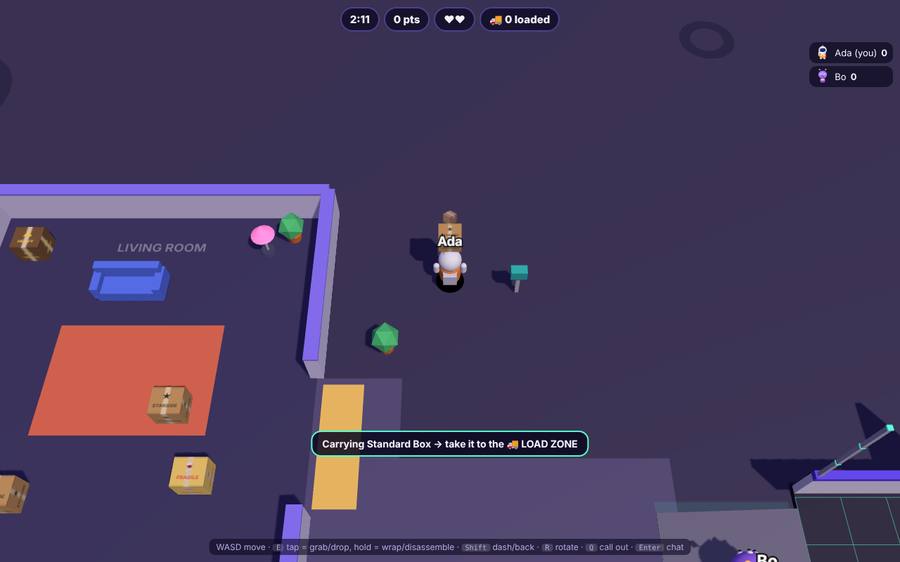 2:11
0 pts
0 loaded
Ada (you) 0
Bo 0
LIVING ROOM
Ada
STANDARD
FRAGILE
Carrying Standard Box → take it to the 🚚 LOAD ZONE
WASD move · E tap = grab/drop, hold = wrap/disassemble · Shift dash/back · R rotate · Q call out · Enter chat
Bo